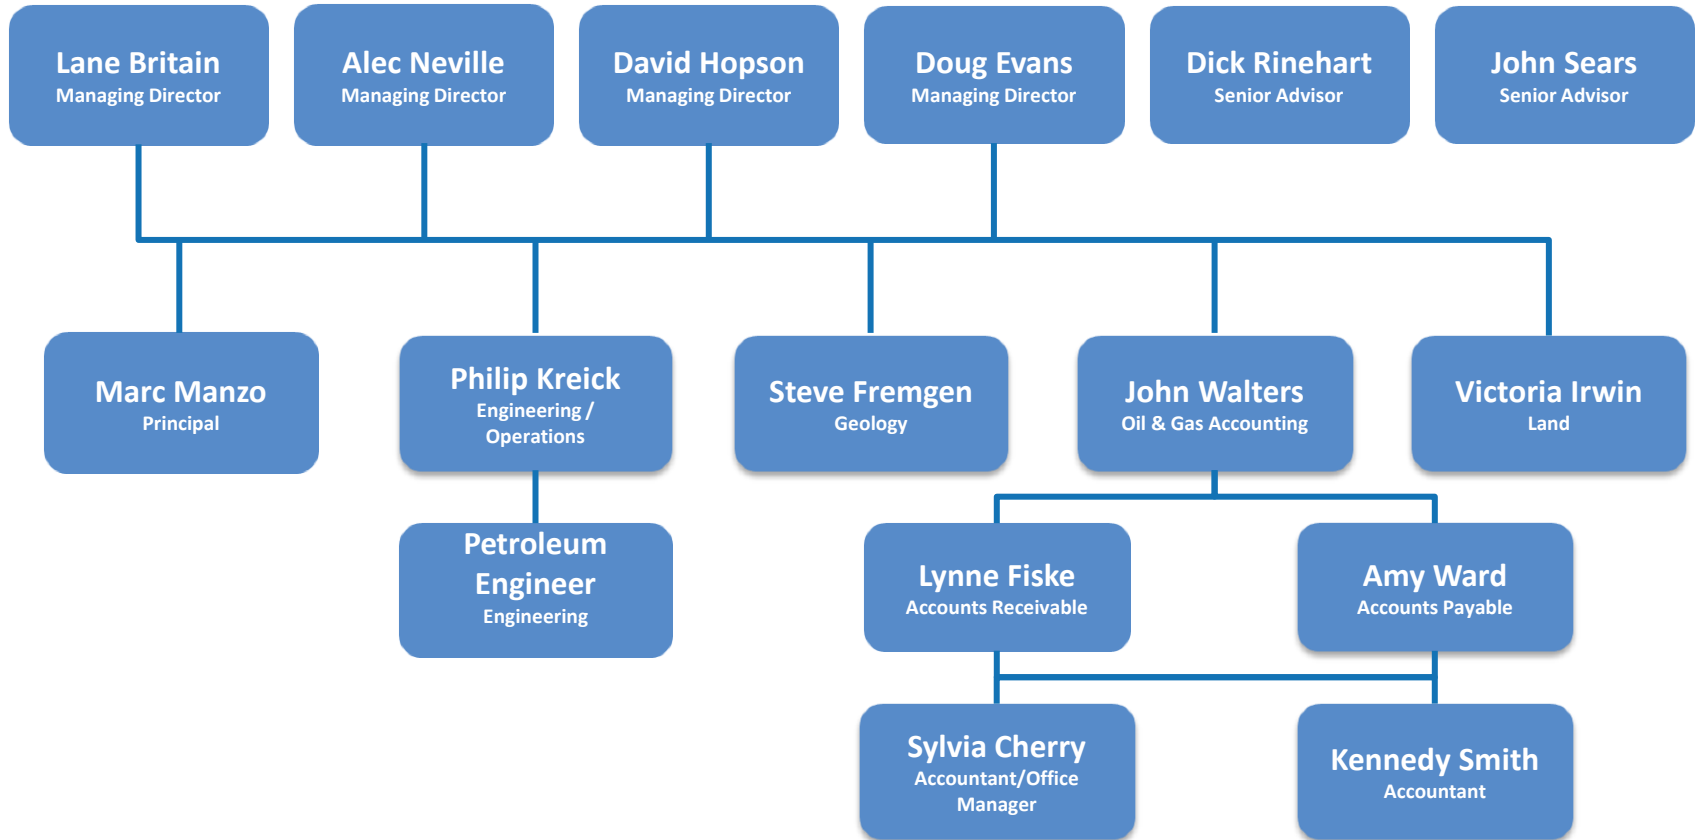 Lane Britain
Managing Director
Alec Neville
Managing Director
David Hopson
Managing Director
Doug Evans
Managing Director
Dick Rinehart
Senior Advisor
John Sears
Senior Advisor
Marc Manzo
Principal
Philip Kreick
Engineering /
Operations
Steve Fremgen
Geology
John Walters
Oil & Gas Accounting
Victoria Irwin
Land
Petroleum
Engineer
Engineering
Lynne Fiske
Accounts Receivable
Amy Ward
Accounts Payable
Sylvia Cherry
Accountant/Office
Manager
Kennedy Smith
Accountant